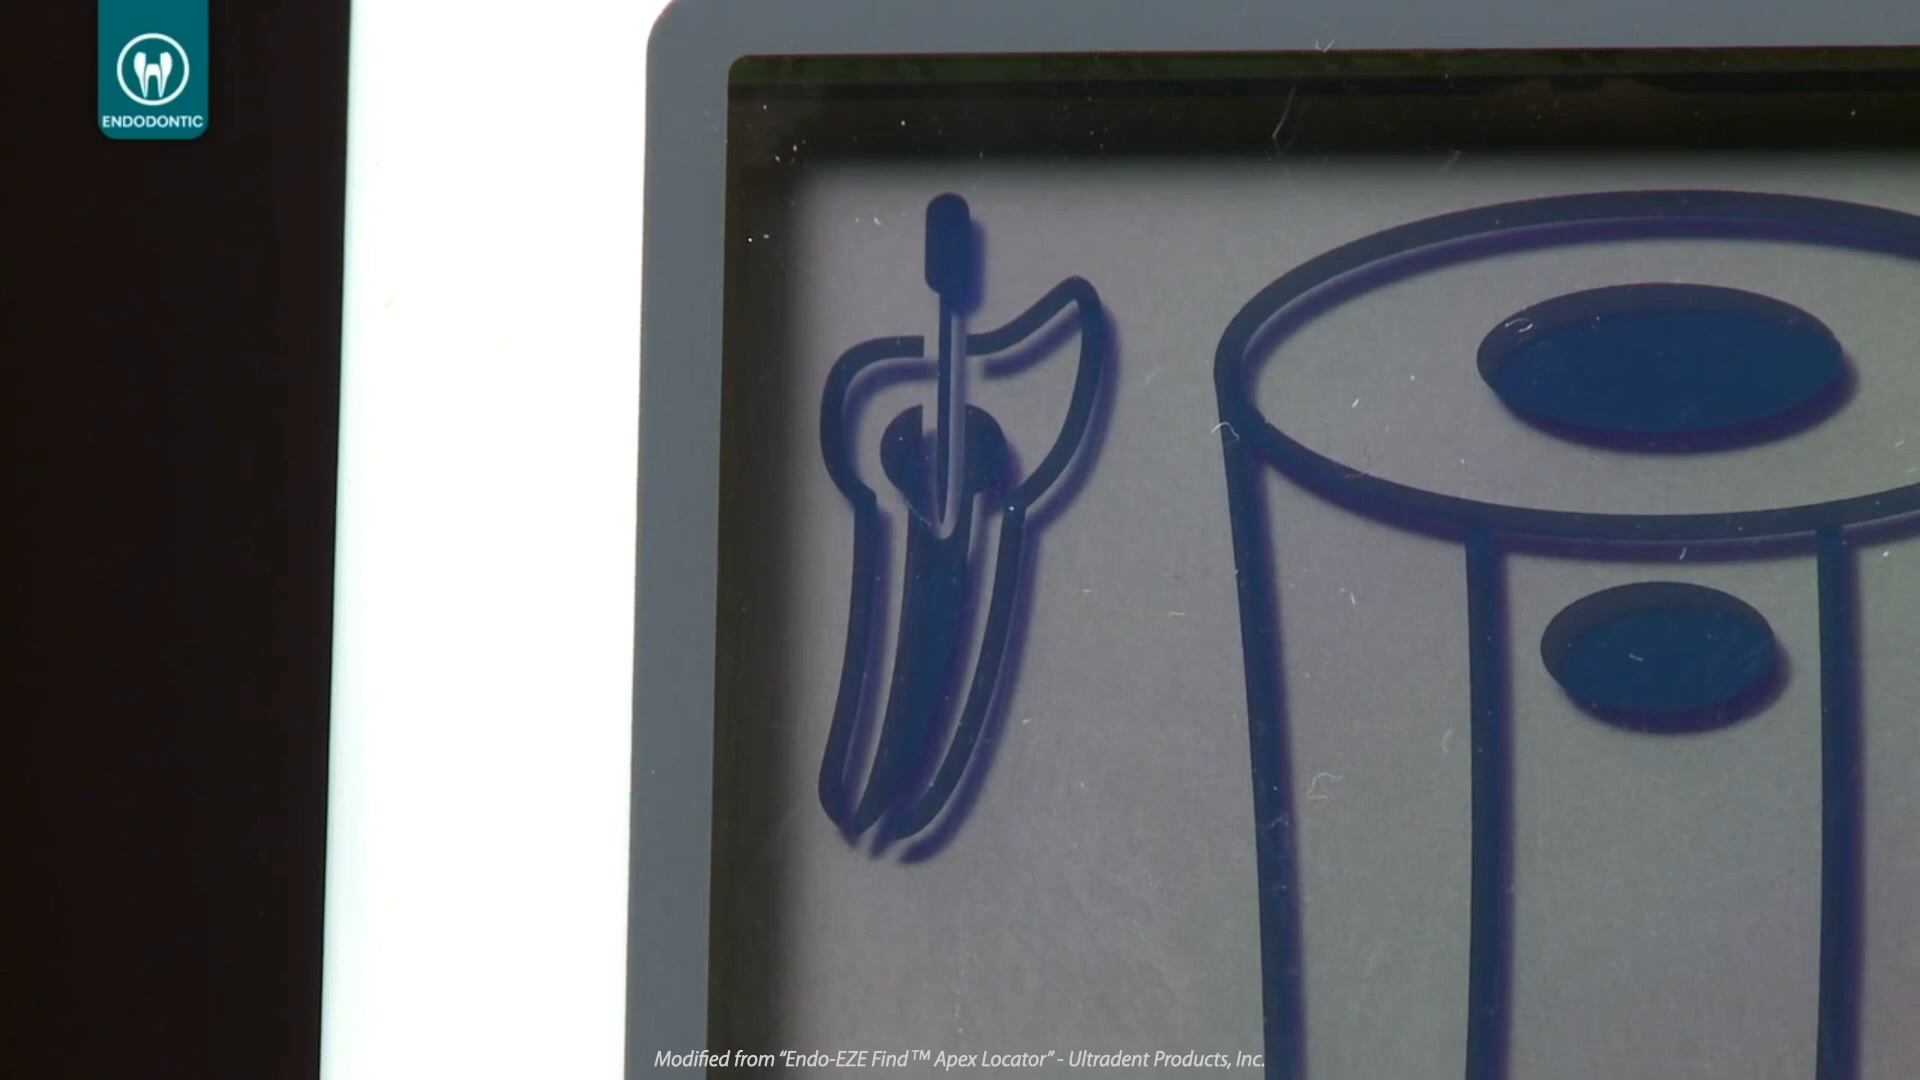 ENDODONTIC
Modified from “Endo-EZE Find™ Apex Locator” - Ultradent Products, Inc.